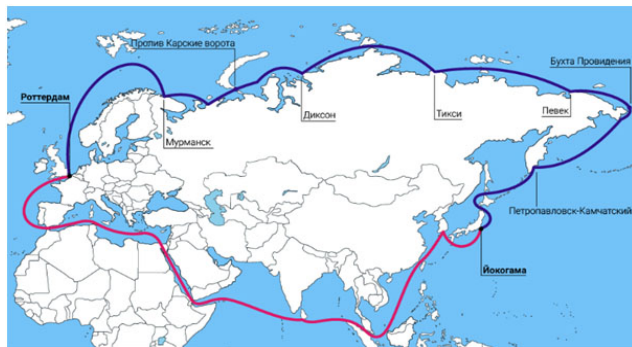 Пролив Карские ворота
Бухта Провидения
Роттердам
Диксон
Тикси
Певек
Мурманск
Петропавловск-Камчатский
Йокогама